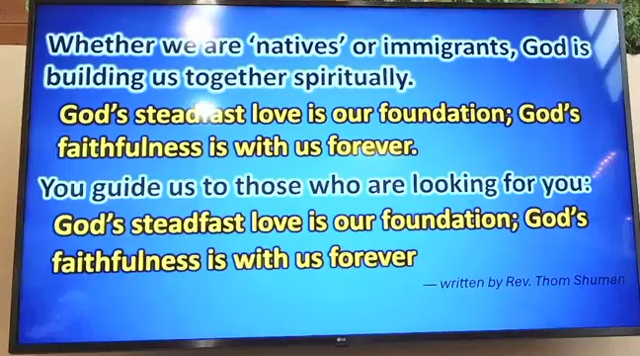 Whether we are ‘natives’ or immigrants, God is
building us together spiritually.
God’s steadfast love is our foundation; God’s
faithfulness is with us forever.
You guide us to those who are looking for you:
God’s steadfast love is our foundation; God’s
faithfulness is with us forever
— written by Rev. Thom Shuman
LG